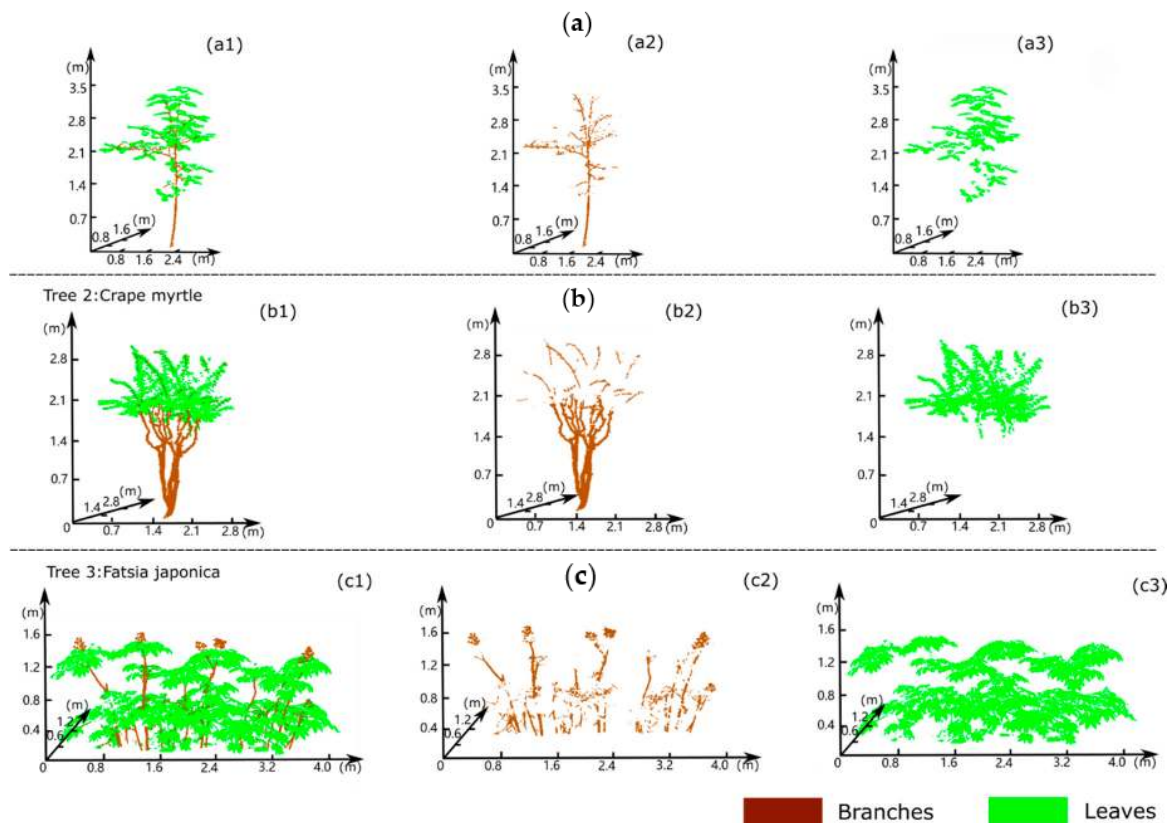 (a)
(a1) (a2) (a3)
(m) (m) (m)
3.5 3.5 3.5
2.8 2.8 2.8
2.1 2.1 2.1
1.4 1.4 1.4
0.7 0.7 0.7
0.8 1.6 (m) 0.8 1.6 (m) 0.8 1.6 (m)
0.8 1.6 2.4 (m) 0.8 1.6 2.4 (m) 0.8 1.6 2.4 (m)
Tree 2:Crape myrtle
(b)
(b1) (b2) (b3)
(m) (m) (m)
2.8 2.8 2.8
2.1 2.1 2.1
1.4 1.4 1.4
0.7 0.7 0.7
1.4 2.8 (m) 1.4 2.8 (m) 1.4 2.8 (m)
0 0.7 1.4 2.1 2.8 (m) 0 0.7 1.4 2.1 2.8 (m) 0 0.7 1.4 2.1 2.8 (m)
Tree 3:Fatsia japonica
(c)
(c1) (c2) (c3)
(m) (m) (m)
1.6 1.6 1.6
1.2 1.2 1.2
0.8 0.8 0.8
0.4 0.4 0.4
0.6 1.2 (m) 0.6 1.2 (m) 0.6 1.2 (m)
0 0.8 1.6 2.4 3.2 4.0 (m) 0 0.8 1.6 2.4 3.2 4.0 (m) 0 0.8 1.6 2.4 3.2 4.0 (m)
Branches Leaves